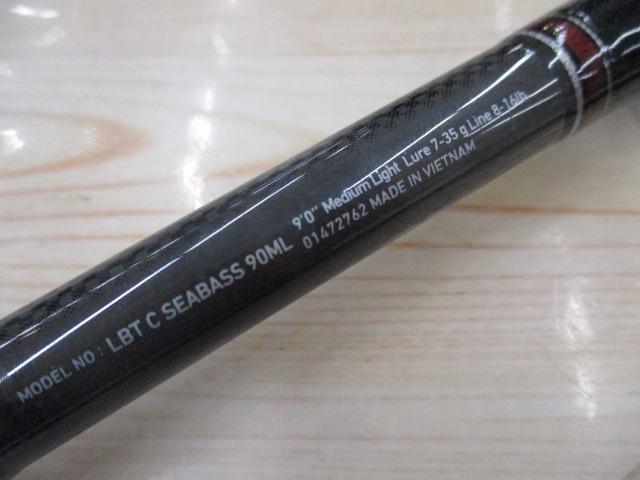 MODEL NO : LBT C SEABASS 90ML
9'0" Medium Light Lure 7-35 g Line 8-16lb
01472762 MADE IN VIETNAM